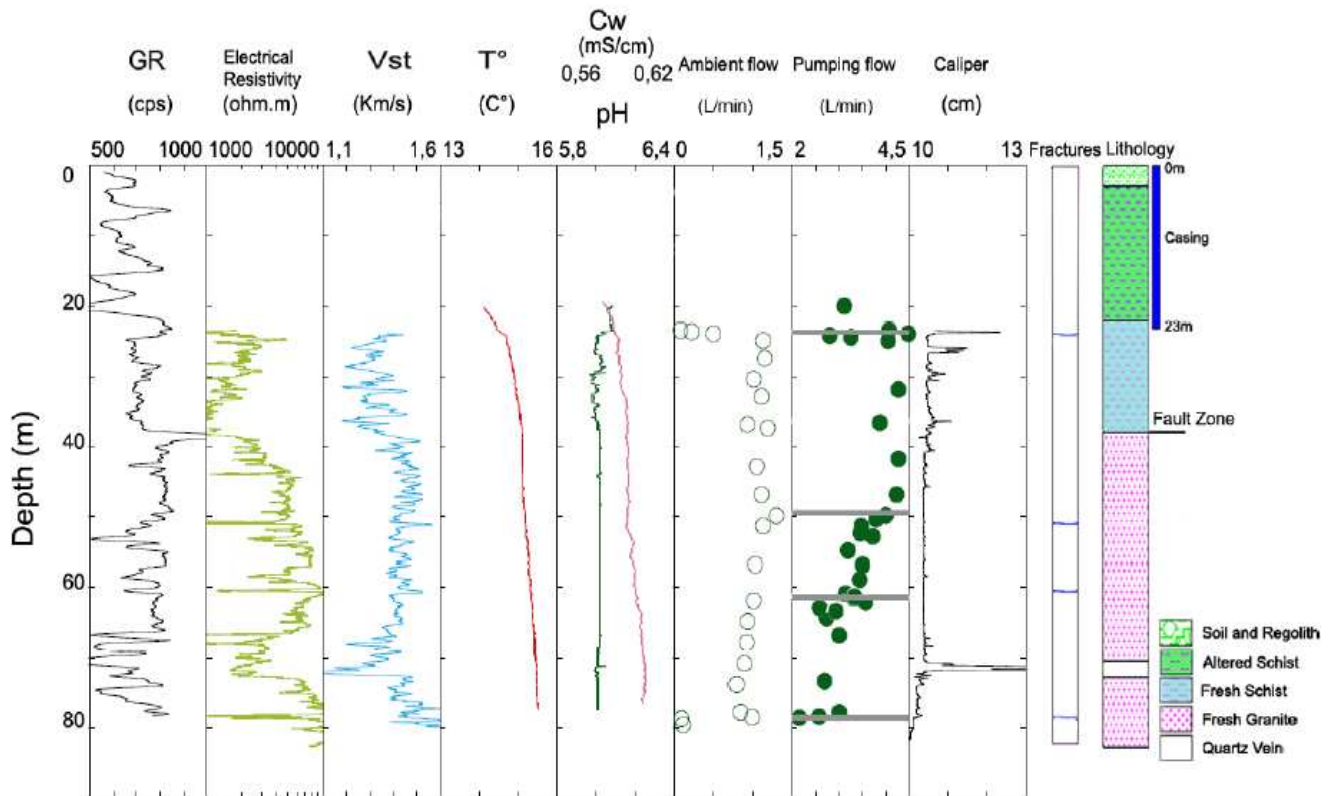 Cw
(mS/cm)
GR Electrical Resistivity Vst T° 0,56 0,62 Ambient flow Pumping flow Caliper
(cps) (ohm.m) (Km/s) (C°) pH (L/min) (L/min) (cm)
500 1000 1000 10000 1,1 1,6 13 16 5,8 6,4 0 1,5 2 4,5 10 13 Fractures Lithology
0 0m
Casing
20
23m
40 Fault Zone
Depth (m)
60
Soil and Regolith
Altered Schist
Fresh Schist
80 Fresh Granite
Quartz Vein